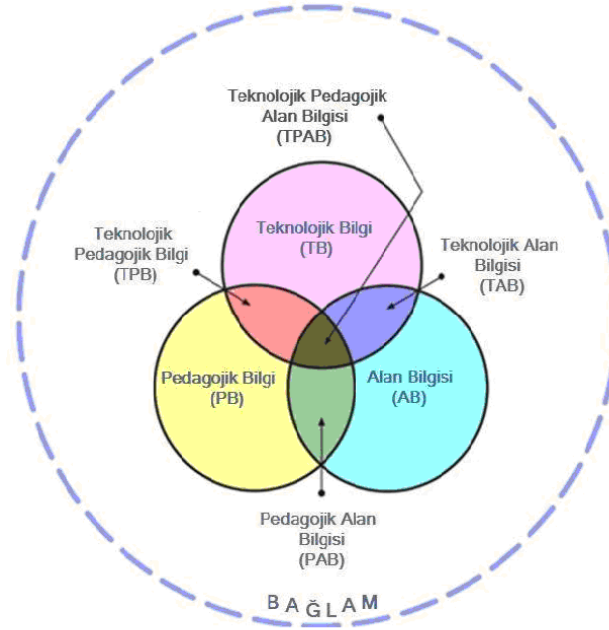 Teknolojik Pedagojik
Alan Bilgisi
(TPAB)
Teknolojik Bilgi
(TB)
Teknolojik
Pedagojik Bilgi
(TPB)
Teknolojik Alan
Bilgisi
(TAB)
Pedagojik Bilgi
(PB)
Alan Bilgisi
(AB)
Pedagojik Alan
Bilgisi
(PAB)
BAĞLAM